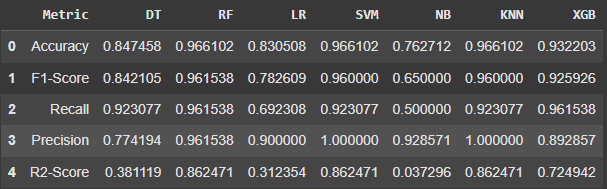 Metric DT RF LR SVM NB KNN XGB
0 Accuracy 0.847458 0.966102 0.830508 0.966102 0.762712 0.966102 0.932203
1 F1-Score 0.842105 0.961538 0.782609 0.960000 0.650000 0.960000 0.925926
2 Recall 0.923077 0.961538 0.692308 0.923077 0.500000 0.923077 0.961538
3 Precision 0.774194 0.961538 0.900000 1.000000 0.928571 1.000000 0.892857
4 R2-Score 0.381119 0.862471 0.312354 0.862471 0.037296 0.862471 0.724942